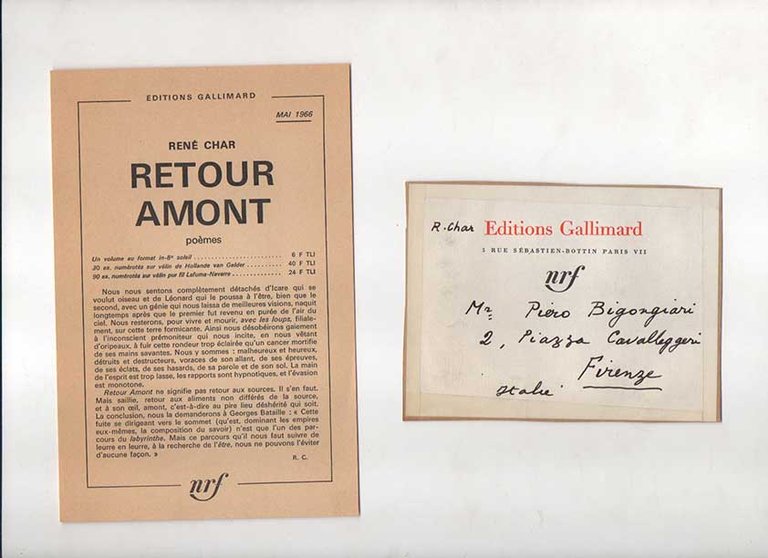 EDITIONS GALLIMARD
MAI 1966
RENÉ CHAR
RETOUR
AMONT
poèmes
Un volume au format in-8° soleil .......................... 6 F TLI
30 ex. numérotés sur vélin de Hollande van Gelder .......... 40 F TLI
90 ex. numérotés sur vélin pur fil Lafuma-Navarre .............. 24 F TLI
Nous nous sentons complètement détachés d'Icare qui se
voulut oiseau et de Léonard qui le poussa à l'être, bien que le
second, avec un génie qui nous laissa de meilleures visions, naquit
longtemps après que le premier fut revenu en purée de l'air du
ciel. Nous resterons, pour vivre et mourir, avec les loups, filiale-
ment, sur cette terre formicante. Ainsi nous désobéirons gaiement
à l'inconscient prémoniteur qui nous incite, en nous vêtant
d'oripeaux, à fuir cette rondeur trop éclairée qu'un cancer mortifie
de ses mains savantes. Nous y sommes : malheureux et heureux,
détruits et destructeurs, voraces de son allant, de ses épreuves,
de ses éclats, de ses hasards, de sa parole et de son sol. La main
de l'esprit est trop lasse, les rapports sont hypnotiques, et l'évasion
est monotone.
Retour Amont ne signifie pas retour aux sources. Il s'en faut.
Mais saillie, retour aux aliments non différés de la source,
et à son œil, amont, c'est-à-dire au pire lieu déshérité qui soit.
La conclusion, nous la demanderons à Georges Bataille : « Cette
fuite se dirigeant vers le sommet (qu'est, dominant les empires
eux-mêmes, la composition du savoir) n'est que l'un des par-
cours du labyrinthe. Mais ce parcours qu'il nous faut suivre de
leurre en leurre, à la recherche de l'être, nous ne pouvons l'éviter
d'aucune façon. »
R. C.
nrf
R. Char Editions Gallimard
5 RUE SÉBASTIEN-BOTTIN PARIS VII
nrf
Mr Piero Bigongiari
2, Piazza Cavalleggeri
Firenze
Italie